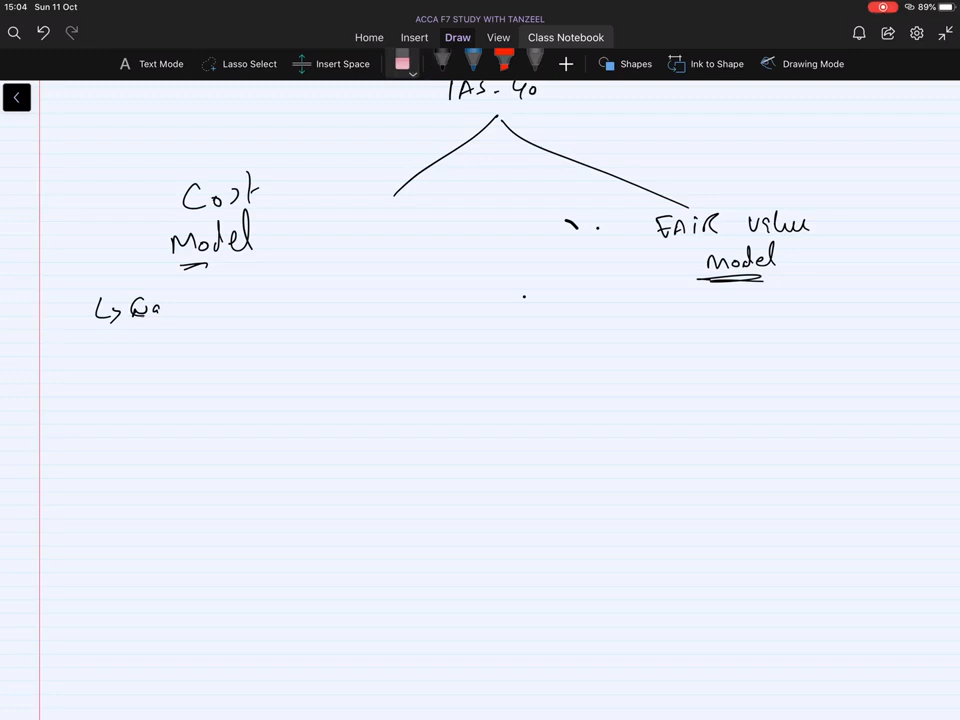 15:04 Sun 11 Oct
89%
ACCA F7 STUDY WITH TANZEEL
Home Insert Draw View Class Notebook
Text Mode Lasso Select Insert Space Shapes Ink to Shape Drawing Mode
IAS - 40
Cost
Model
FAIR value
Model